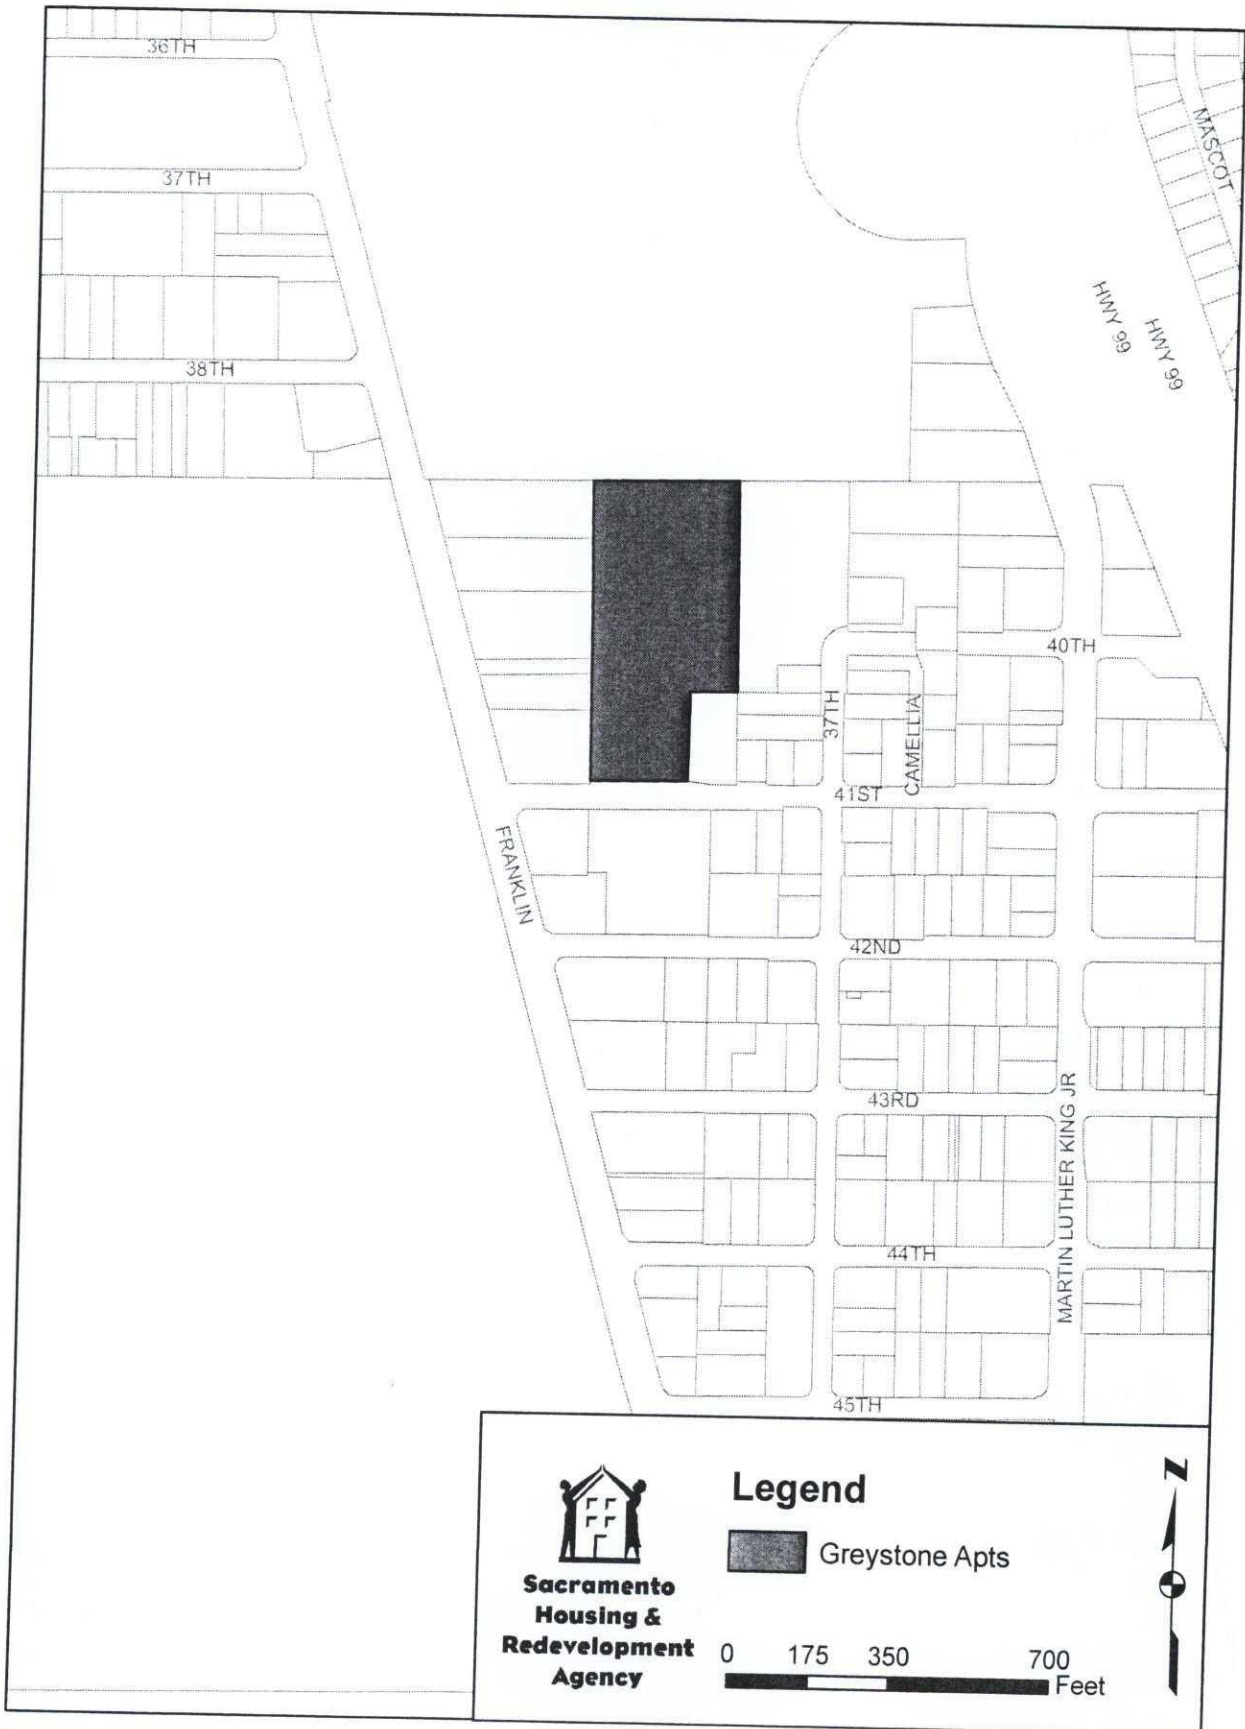 36TH
MASCOT
37TH
HWY 99
HWY 99
38TH
40TH
37TH
CAMELLIA
41ST
FRANKLIN
42ND
43RD
MARTIN LUTHER KING JR
44TH
45TH
Legend
Greystone Apts
Sacramento
Housing &
Redevelopment
Agency
0 175 350 700
Feet
N